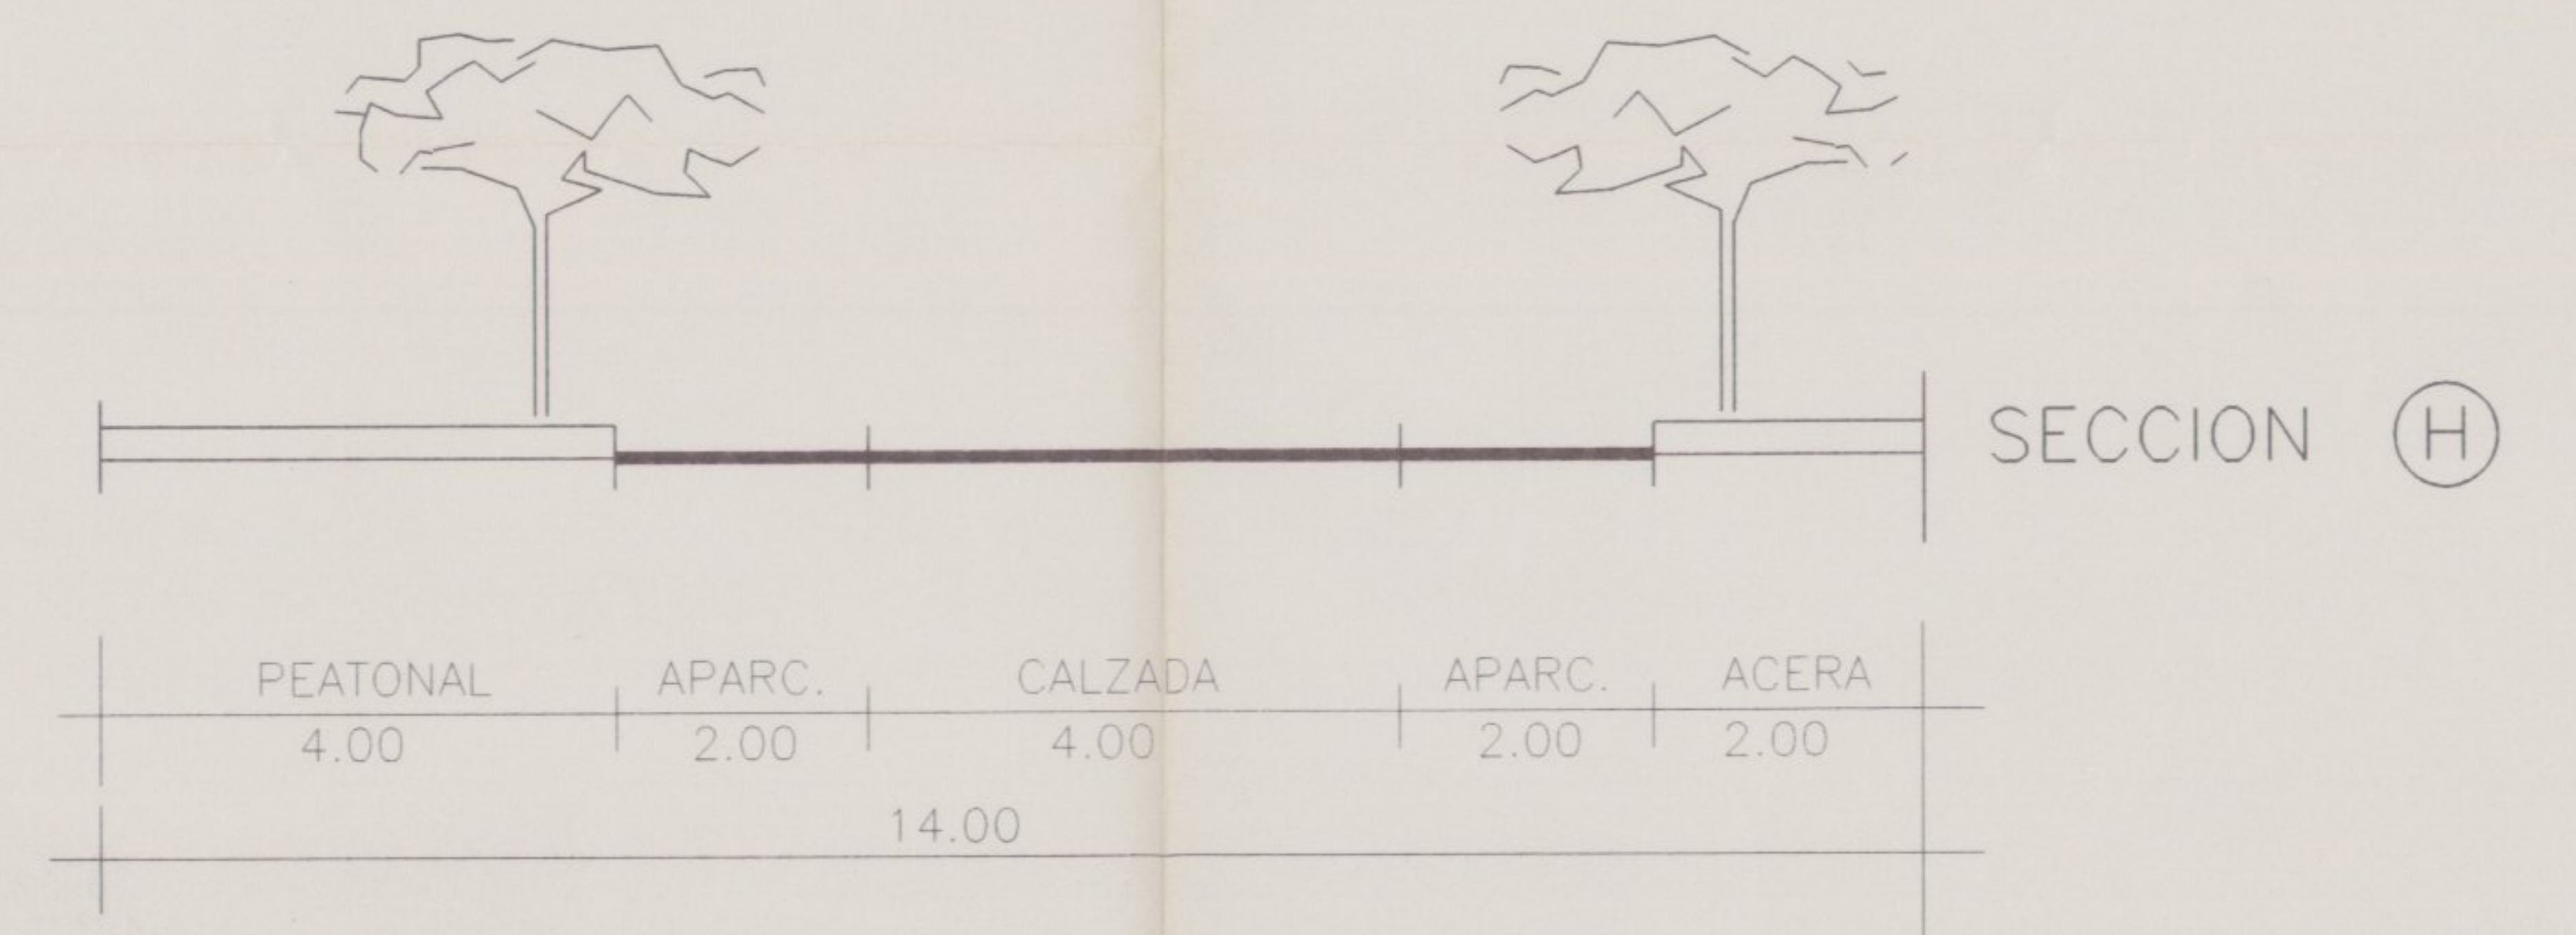 SECCION H
PEATONAL APARC. CALZADA APARC. ACERA
4.00 2.00 4.00 2.00 2.00
14.00